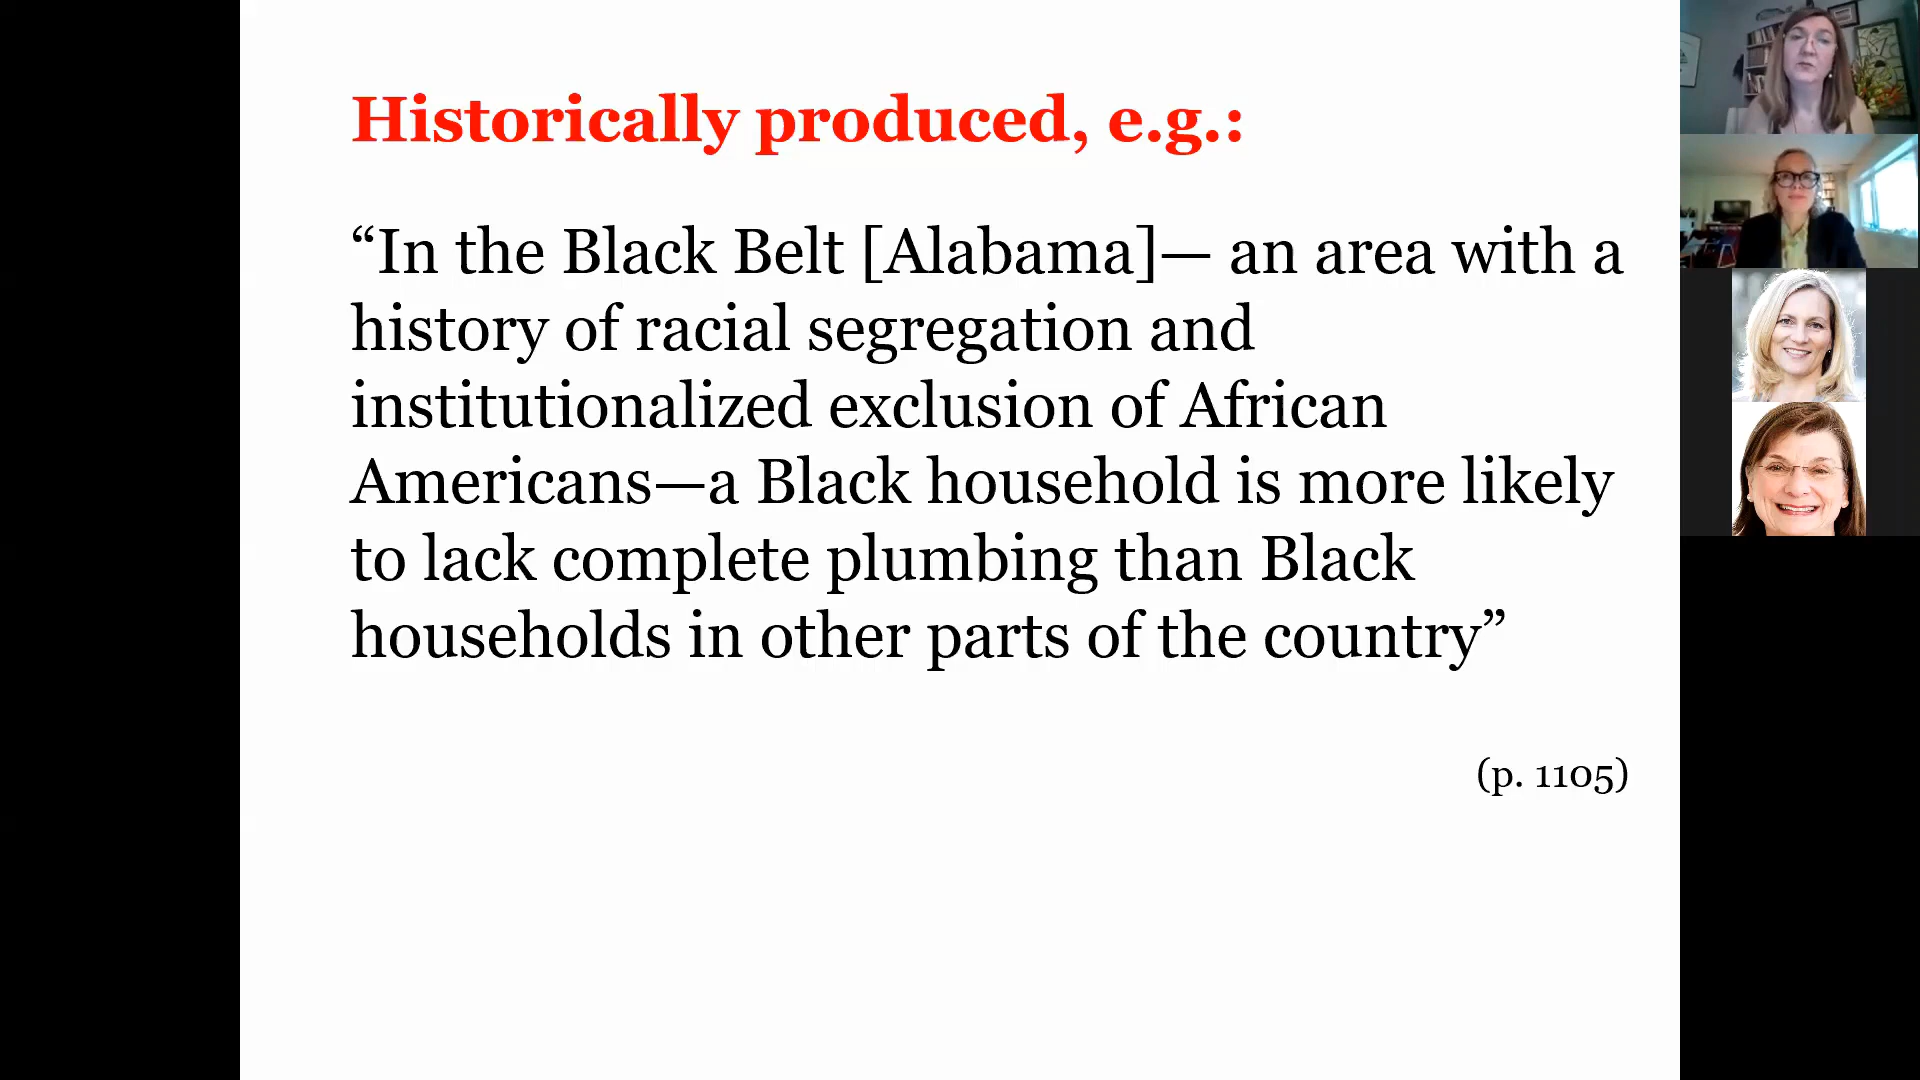 Historically produced, e.g.:
“In the Black Belt [Alabama]— an area with a
history of racial segregation and
institutionalized exclusion of African
Americans—a Black household is more likely
to lack complete plumbing than Black
households in other parts of the country”
(p. 1105)